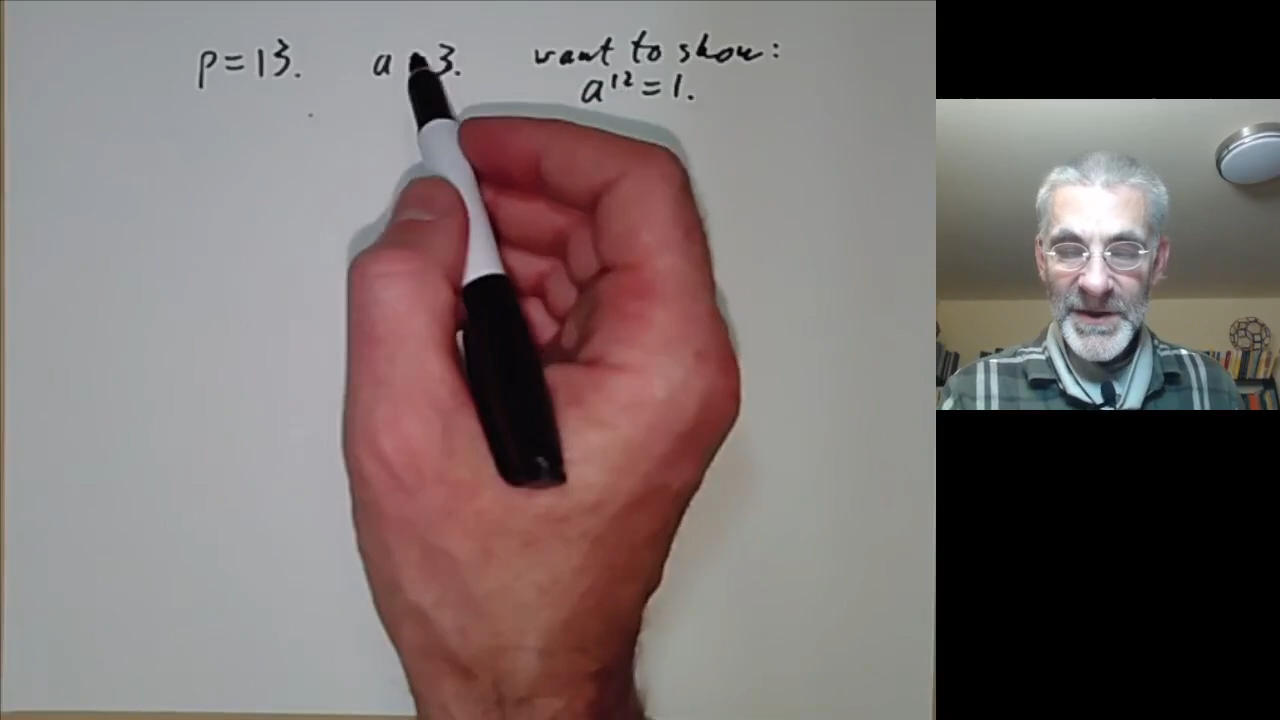 p = 13. a 3. want to show:
a¹² = 1.